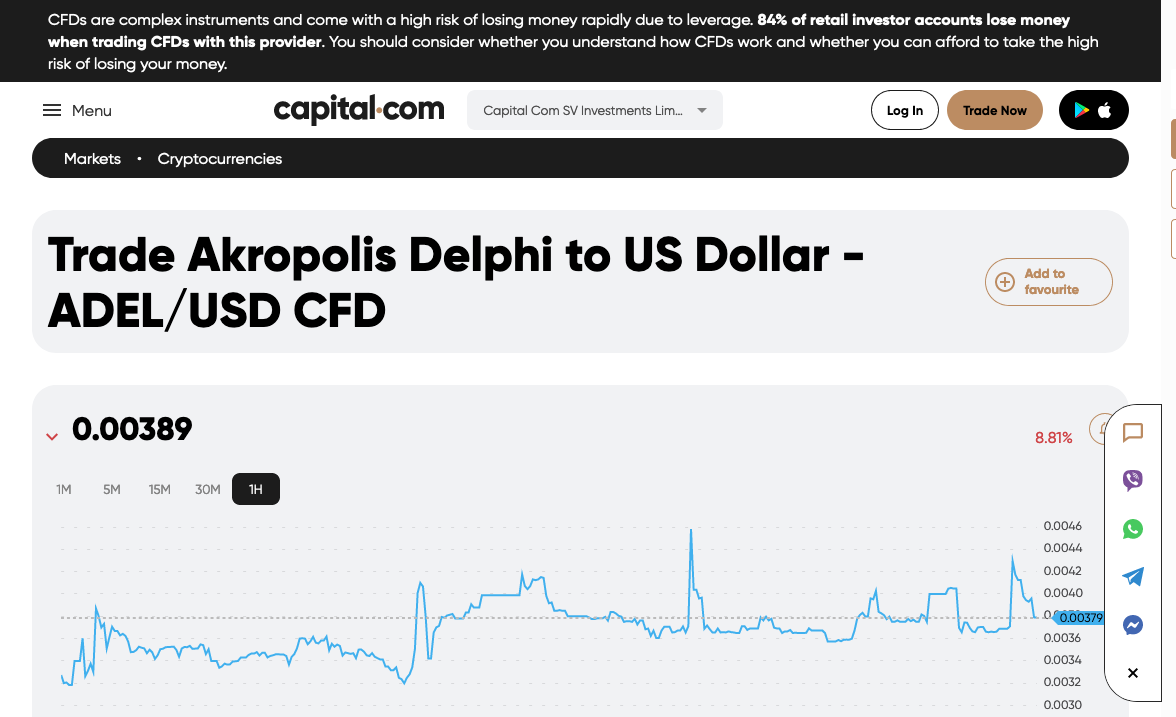 CFDs are complex instruments and come with a high risk of losing money rapidly due to leverage. 84% of retail investor accounts lose money
when trading CFDs with this provider. You should consider whether you understand how CFDs work and whether you can afford to take the high
risk of losing your money.
Menu
capital.com
Capital Com SV Investments Lim...
Log In
Trade Now
Markets • Cryptocurrencies
Trade Akropolis Delphi to US Dollar -
ADEL/USD CFD
Add to
favourite
0.00389
8.81%
1M 5M 15M 30M 1H
0.0046
0.0044
0.0042
0.0040
0.00379
0.0036
0.0034
0.0032
0.0030